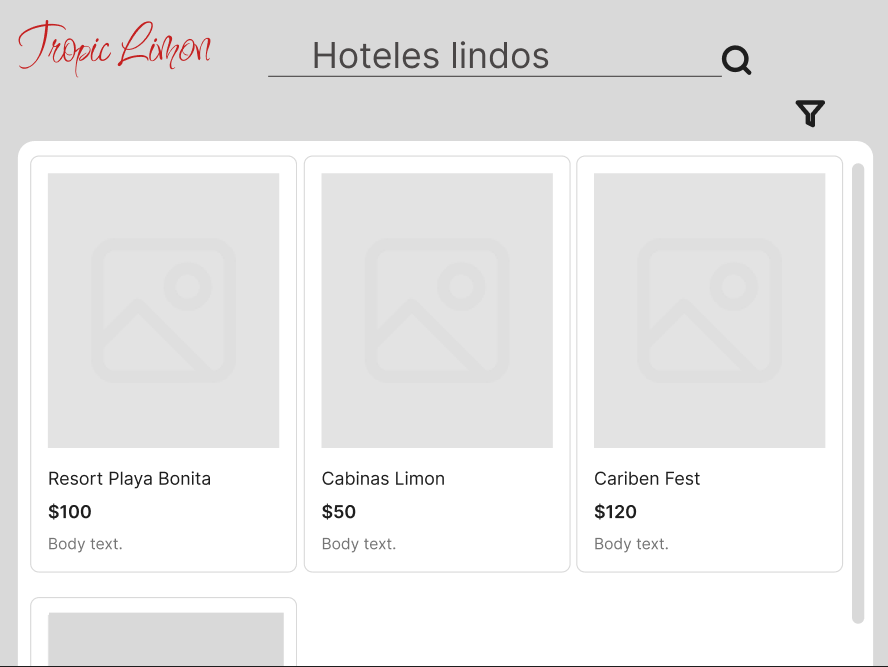 Tropic Limon
Hoteles lindos
Resort Playa Bonita
$100
Body text.
Cabinas Limon
$50
Body text.
Cariben Fest
$120
Body text.